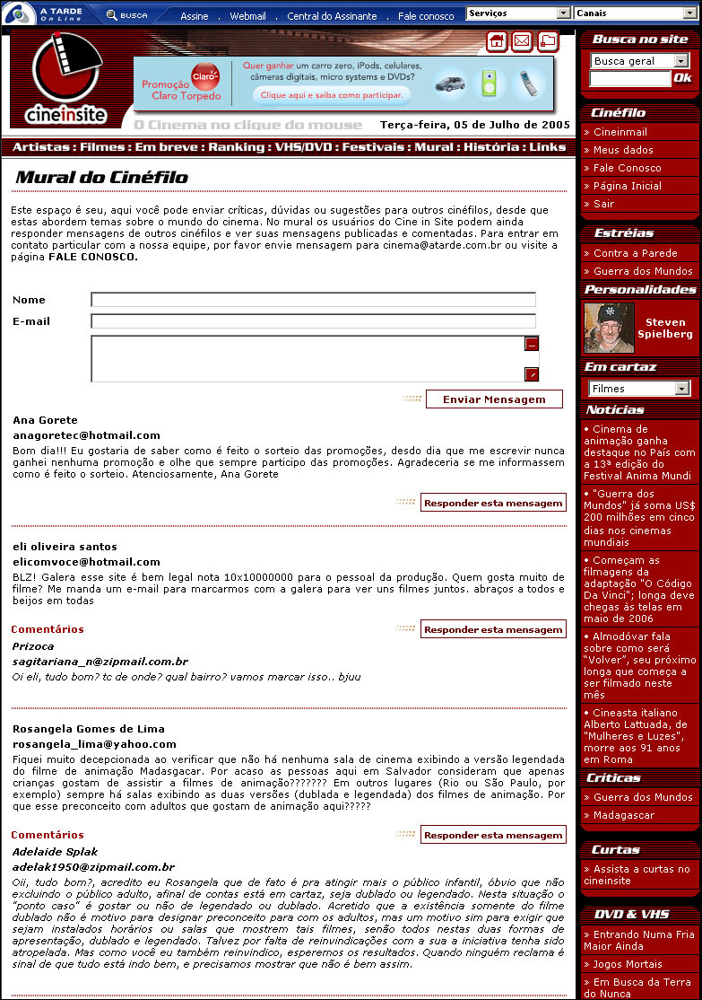 A TARDE
On Line
BUSCA
Assine . Webmail . Central do Assinante . Fale conosco
Serviços
Canais
cineinsite
Promoção
Claro Torpedo
Claro
Quer ganhar um carro zero, iPods, celulares,
câmeras digitais, micro systems e DVDs?
Clique aqui e saiba como participar.
O Cinema no clique do mouse
Terça-feira, 05 de Julho de 2005
Artistas : Filmes : Em breve : Ranking : VHS/DVD : Festivais : Mural : História : Links
Mural do Cinéfilo
Este espaço é seu, aqui você pode enviar críticas, dúvidas ou sugestões para outros cinéfilos, desde que
estas abordem temas sobre o mundo do cinema. No mural os usuários do Cine in Site podem ainda
responder mensagens de outros cinéfilos e ver suas mensagens publicadas e comentadas. Para entrar em
contato particular com a nossa equipe, por favor envie mensagem para cinema@atarde.com.br ou visite a
página FALE CONOSCO.
Nome
E-mail
Enviar Mensagem
Ana Gorete
anagoretec@hotmail.com
Bom dia!!! Eu gostaria de saber como é feito o sorteio das promoções, desdo dia que me escrevir nunca
ganhei nenhuma promoção e olhe que sempre participo das promoções. Agradeceria se me informassem
como é feito o sorteio. Atenciosamente, Ana Gorete
Responder esta mensagem
eli oliveira santos
elicomvoce@hotmail.com
BLZ! Galera esse site é bem legal nota 10x10000000 para o pessoal da produção. Quem gosta muito de
filme? Me manda um e-mail para marcarmos com a galera para ver uns filmes juntos. abraços a todos e
beijos em todas
Responder esta mensagem
Comentários
Prizoca
sagitariana_n@zipmail.com.br
Oi eli, tudo bom? tc de onde? qual bairro? vamos marcar isso.. bjuu
Rosangela Gomes de Lima
rosangela_lima@yahoo.com
Fiquei muito decepcionada ao verificar que não há nenhuma sala de cinema exibindo a versão legendada
do filme de animação Madasgacar. Por acaso as pessoas aqui em Salvador consideram que apenas
crianças gostam de assistir a filmes de animação??????? Em outros lugares (Rio ou São Paulo, por
exemplo) sempre há salas exibindo as duas versões (dublada e legendada) dos filmes de animação. Por
que esse preconceito com adultos que gostam de animação aqui?????
Responder esta mensagem
Comentários
Adelaide Splak
adelak1950@zipmail.com.br
Oii, tudo bom?, acredito eu Rosangela que de fato é pra atingir mais o público infantil, óbvio que não
excluindo o público adulto, afinal de contas está em cartaz, seja dublado ou legendado. Nesta situação o
"ponto caso" é gostar ou não de legendado ou dublado. Acretido que a existência somente do filme
dublado não é motivo para designar preconceito para com os adultos, mas um motivo sim para exigir que
sejam instalados horários ou salas que mostrem tais filmes, senão todos nestas duas formas de
apresentação, dublado e legendado. Talvez por falta de reinvindicações com a sua a iniciativa tenha sido
atropelada. Mas como você eu também reinvindico, esperemos os resultados. Quando ninguém reclama é
sinal de que tudo está indo bem, e precisamos mostrar que não é bem assim.
Busca no site
Busca geral
Ok
Cinéfilo
» Cineinmail
» Meus dados
» Fale Conosco
» Página Inicial
» Sair
Estréias
» Contra a Parede
» Guerra dos Mundos
Personalidades
Steven
Spielberg
Em cartaz
Filmes
Notícias
• Cinema de
animação ganha
destaque no País com
a 13ª edição do
Festival Anima Mundi
• "Guerra dos
Mundos" já soma US$
200 milhões em cinco
dias nos cinemas
mundiais
• Começam as
filmagens da
adaptação "O Código
Da Vinci"; longa deve
chegas às telas em
maio de 2006
• Almodóvar fala
sobre como será
“Volver”, seu próximo
longa que começa a
ser filmado neste
mês
• Cineasta italiano
Alberto Lattuada, de
"Mulheres e Luzes",
morre aos 91 anos
em Roma
Críticas
» Guerra dos Mundos
» Madagascar
Curtas
» Assista a curtas no
cineinsite
DVD & VHS
» Entrando Numa Fria
Maior Ainda
» Jogos Mortais
» Em Busca da Terra
do Nunca